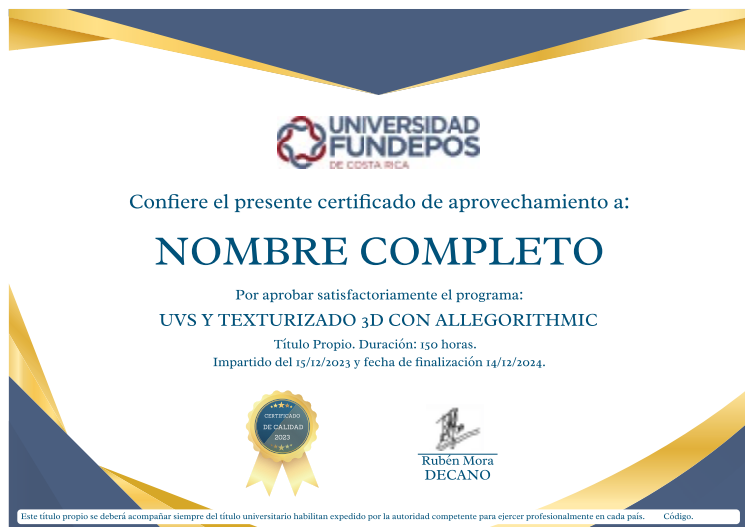 UNIVERSIDAD
FUNDEPOS
DE COSTA RICA
Confiere el presente certificado de aprovechamiento a:
NOMBRE COMPLETO
Por aprobar satisfactoriamente el programa:
UVS Y TEXTURIZADO 3D CON ALLEGORITHMIC
Título Propio. Duración: 150 horas.
Impartido del 15/12/2023 y fecha de finalización 14/12/2024.
CERTIFICADO
DE CALIDAD
2023
Rubén Mora
DECANO
Este título propio se deberá acompañar siempre del título universitario habilitan expedido por la autoridad competente para ejercer profesionalmente en cada país. Código.